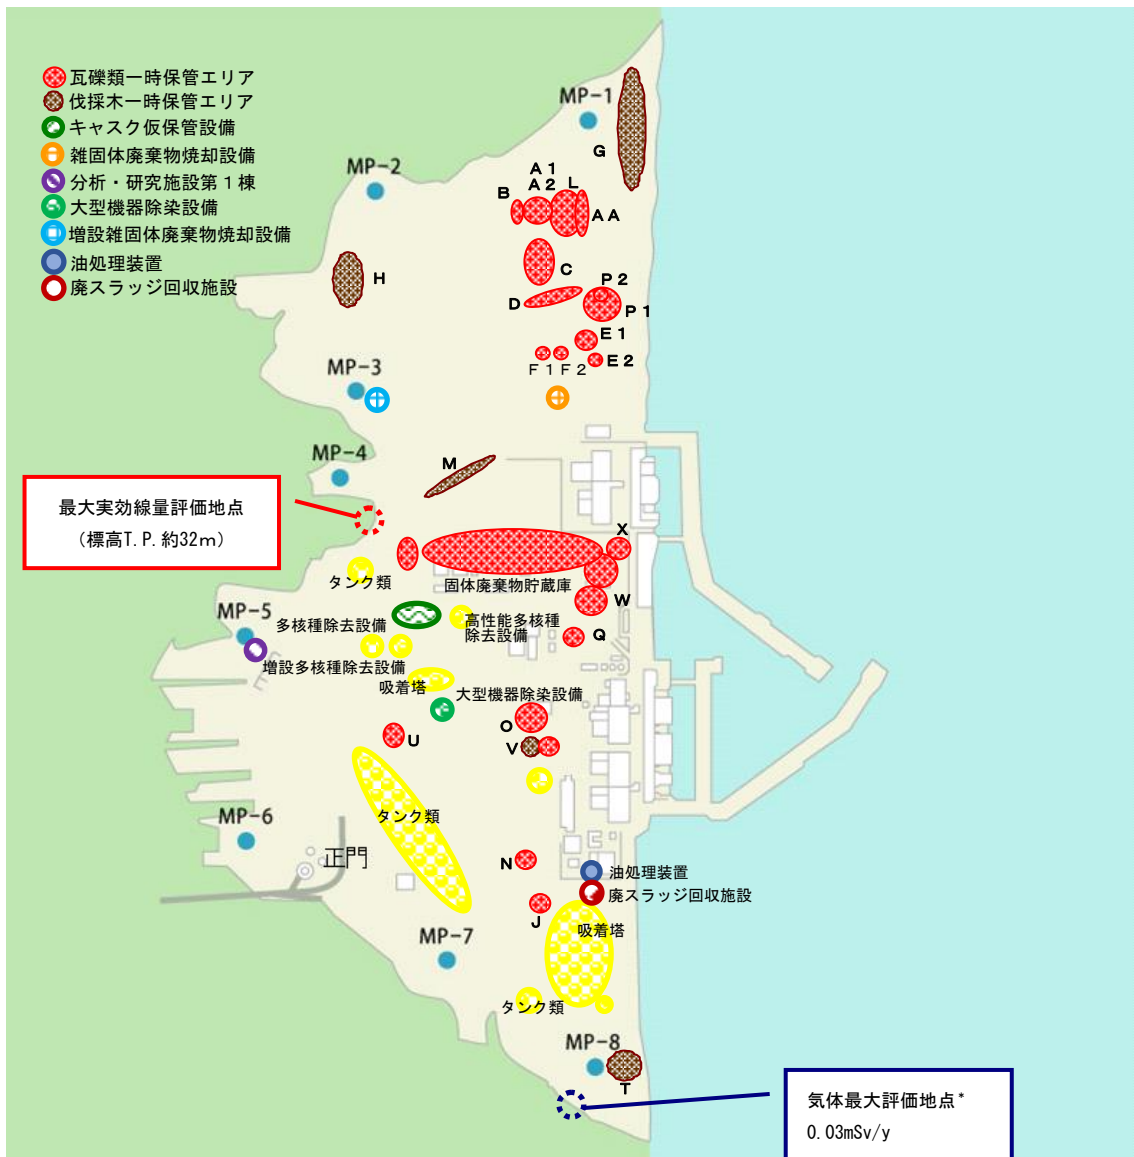 瓦礫類一時保管エリア
伐採木一時保管エリア
キャスク仮保管設備
雑固体廃棄物焼却設備
分析・研究施設第１棟
大型機器除染設備
増設雑固体廃棄物焼却設備
油処理装置
廃スラッジ回収施設
MP-1
G
MP-2
A1
A2
L
B
AA
C
H
P2
D
P1
E1
E2
F1
F2
MP-3
MP-4
M
最大実効線量評価地点
（標高T.P.約32m）
X
タンク類
固体廃棄物貯蔵庫
W
MP-5
多核種除去設備
高性能多核種
除去設備
Q
増設多核種除去設備
吸着塔
大型機器除染設備
O
U
V
タンク類
MP-6
正門
N
油処理装置
廃スラッジ回収施設
J
吸着塔
MP-7
タンク類
MP-8
T
気体最大評価地点*
0.03mSv/y